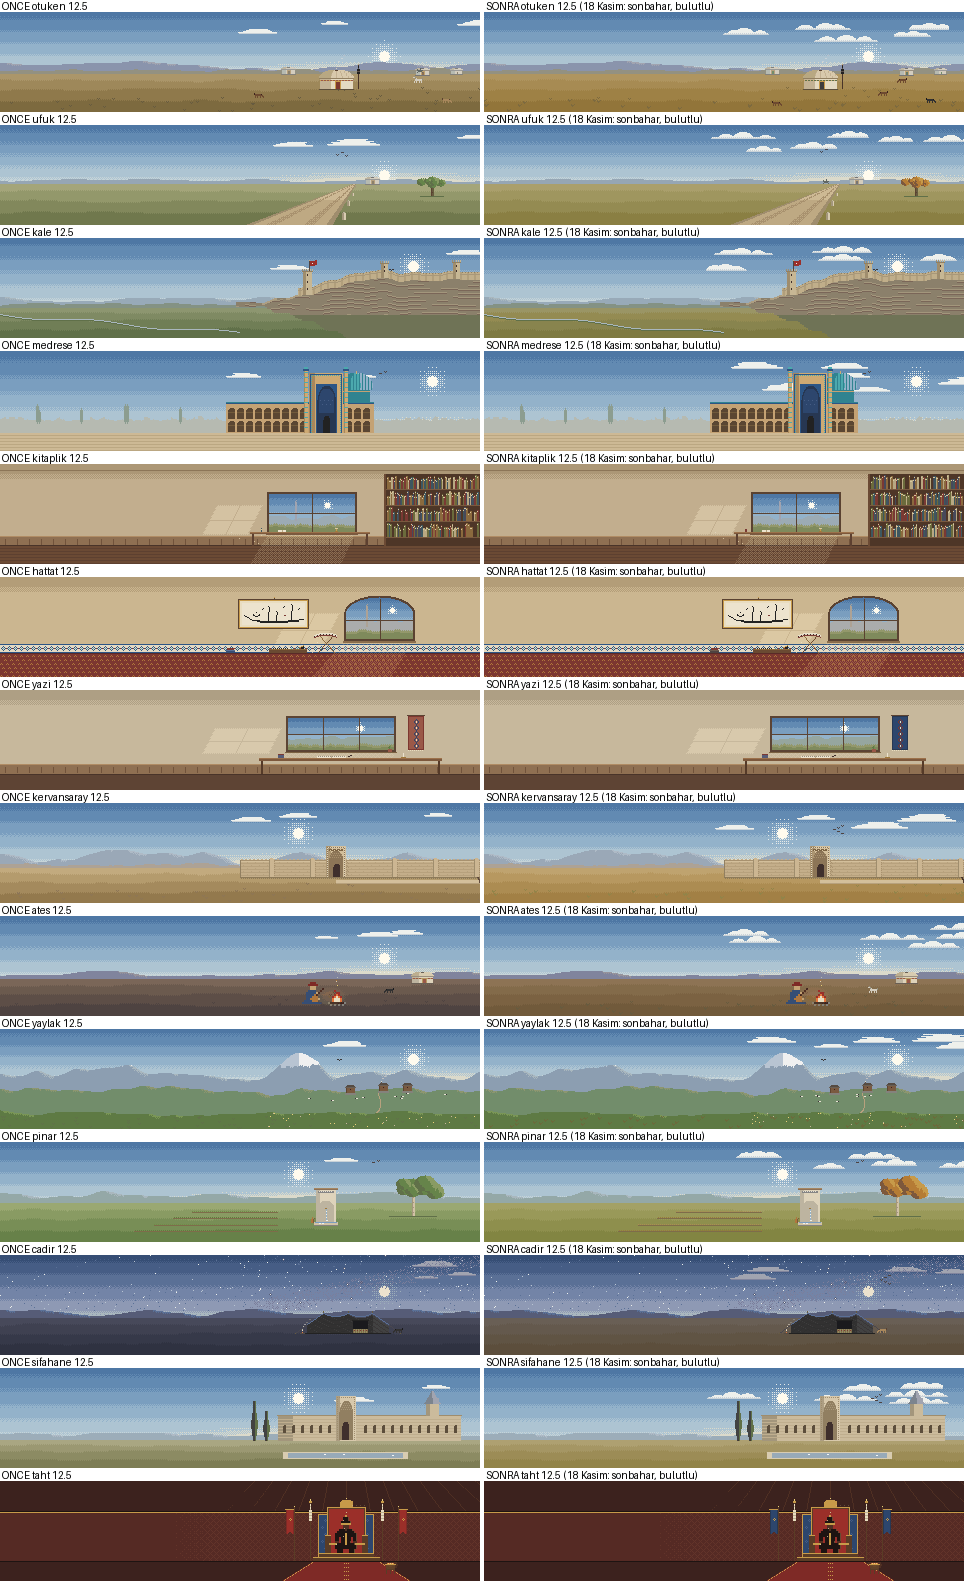 ONCE otuken 12.5
SONRA otuken 12.5 (18 Kasim: sonbahar, bulutlu)
ONCE ufuk 12.5
SONRA ufuk 12.5 (18 Kasim: sonbahar, bulutlu)
ONCE kale 12.5
SONRA kale 12.5 (18 Kasim: sonbahar, bulutlu)
ONCE medrese 12.5
SONRA medrese 12.5 (18 Kasim: sonbahar, bulutlu)
ONCE kitaplik 12.5
SONRA kitaplik 12.5 (18 Kasim: sonbahar, bulutlu)
ONCE hattat 12.5
SONRA hattat 12.5 (18 Kasim: sonbahar, bulutlu)
ONCE yazi 12.5
SONRA yazi 12.5 (18 Kasim: sonbahar, bulutlu)
ONCE kervansaray 12.5
SONRA kervansaray 12.5 (18 Kasim: sonbahar, bulutlu)
ONCE ates 12.5
SONRA ates 12.5 (18 Kasim: sonbahar, bulutlu)
ONCE yaylak 12.5
SONRA yaylak 12.5 (18 Kasim: sonbahar, bulutlu)
ONCE pinar 12.5
SONRA pinar 12.5 (18 Kasim: sonbahar, bulutlu)
ONCE cadir 12.5
SONRA cadir 12.5 (18 Kasim: sonbahar, bulutlu)
ONCE sifahane 12.5
SONRA sifahane 12.5 (18 Kasim: sonbahar, bulutlu)
ONCE taht 12.5
SONRA taht 12.5 (18 Kasim: sonbahar, bulutlu)